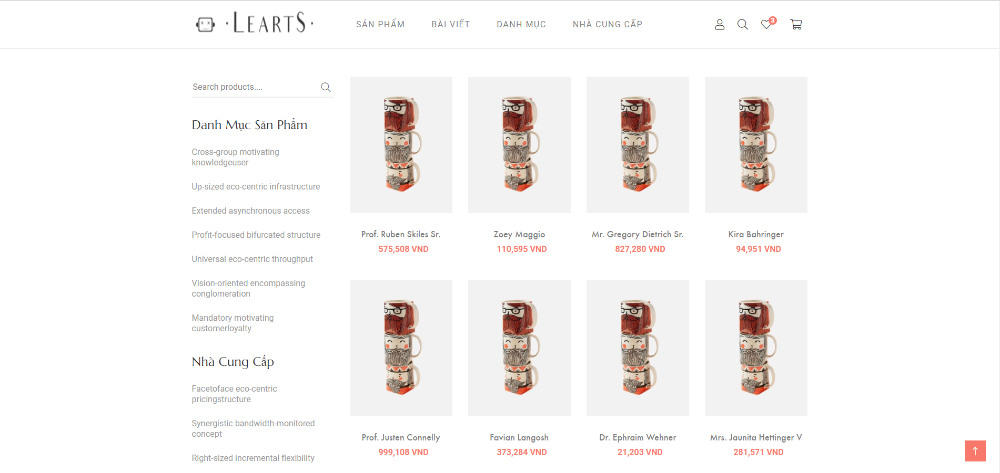 ·LEARTS·
SẢN PHẨM
BÀI VIẾT
DANH MỤC
NHÀ CUNG CẤP
3
Search products....
Danh Mục Sản Phẩm
Cross-group motivating
knowledgeuser
Up-sized eco-centric infrastructure
Extended asynchronous access
Profit-focused bifurcated structure
Universal eco-centric throughput
Vision-oriented encompassing
conglomeration
Mandatory motivating
customerloyalty
Nhà Cung Cấp
Facetoface eco-centric
pricingstructure
Synergistic bandwidth-monitored
concept
Right-sized incremental flexibility
Prof. Ruben Skiles Sr.
575,508 VND
Zoey Maggio
110,595 VND
Mr. Gregory Dietrich Sr.
827,280 VND
Kira Bahringer
94,951 VND
Prof. Justen Connelly
999,108 VND
Favian Langosh
373,284 VND
Dr. Ephraim Wehner
21,203 VND
Mrs. Jaunita Hettinger V
281,571 VND